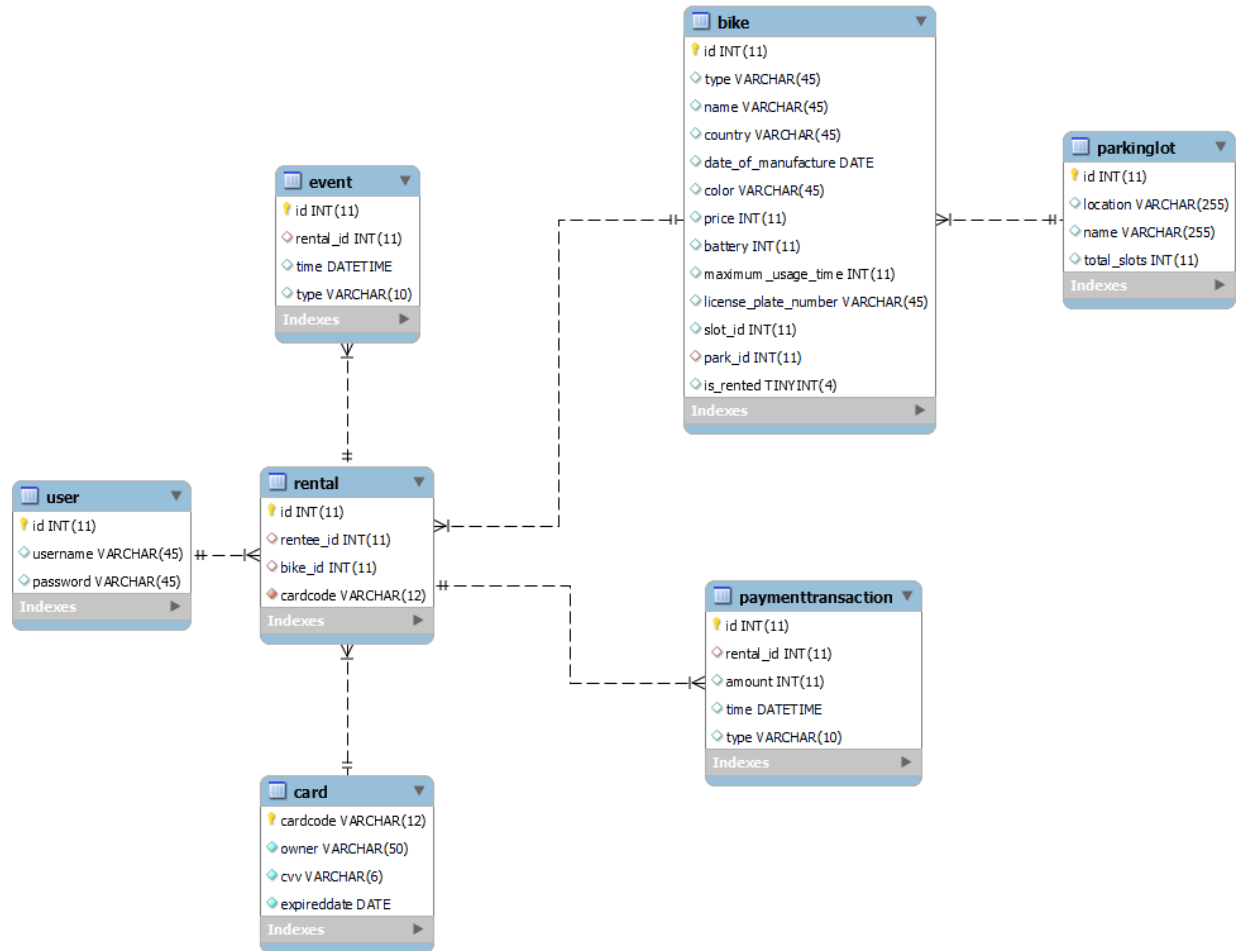 bike
id INT(11)
type VARCHAR(45)
name VARCHAR(45)
country VARCHAR(45)
date_of_manufacture DATE
color VARCHAR(45)
price INT(11)
battery INT(11)
maximum_usage_time INT(11)
license_plate_number VARCHAR(45)
slot_id INT(11)
park_id INT(11)
is_rented TINYINT(4)
Indexes
parkinglot
id INT(11)
location VARCHAR(255)
name VARCHAR(255)
total_slots INT(11)
Indexes
event
id INT(11)
rental_id INT(11)
time DATETIME
type VARCHAR(10)
Indexes
user
id INT(11)
username VARCHAR(45)
password VARCHAR(45)
Indexes
rental
id INT(11)
rentee_id INT(11)
bike_id INT(11)
cardcode VARCHAR(12)
Indexes
paymenttransaction
id INT(11)
rental_id INT(11)
amount INT(11)
time DATETIME
type VARCHAR(10)
Indexes
card
cardcode VARCHAR(12)
owner VARCHAR(50)
cvv VARCHAR(6)
expireddate DATE
Indexes